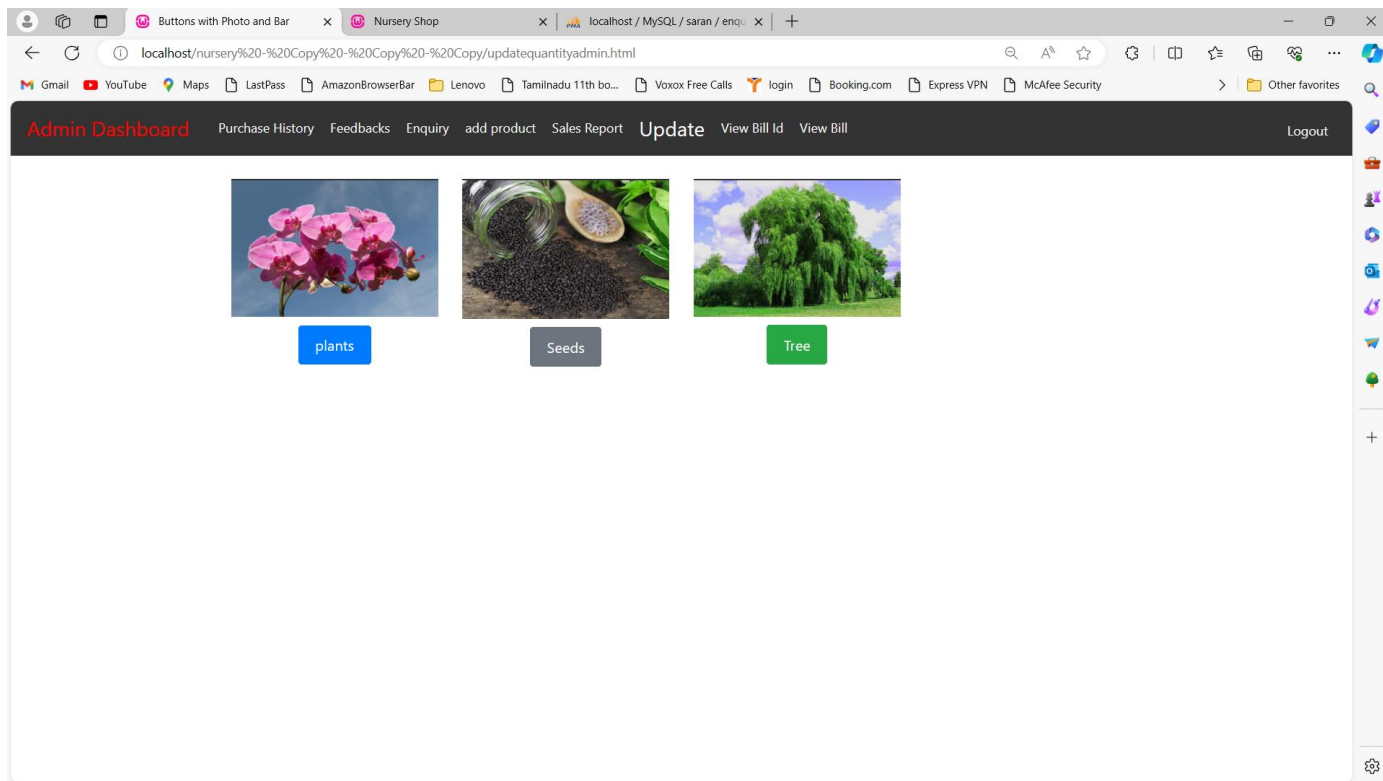 Buttons with Photo and Bar
Nursery Shop
PMA
localhost / MySQL / saran / enqu
localhost/nursery%20-%20Copy%20-%20Copy%20-%20Copy/updatequantityadmin.html
Gmail YouTube Maps LastPass AmazonBrowserBar Lenovo Tamilnadu 11th bo... Voxox Free Calls login Booking.com Express VPN McAfee Security Other favorites
Admin Dashboard Purchase History Feedbacks Enquiry add product Sales Report Update View Bill Id View Bill Logout
plants Seeds Tree